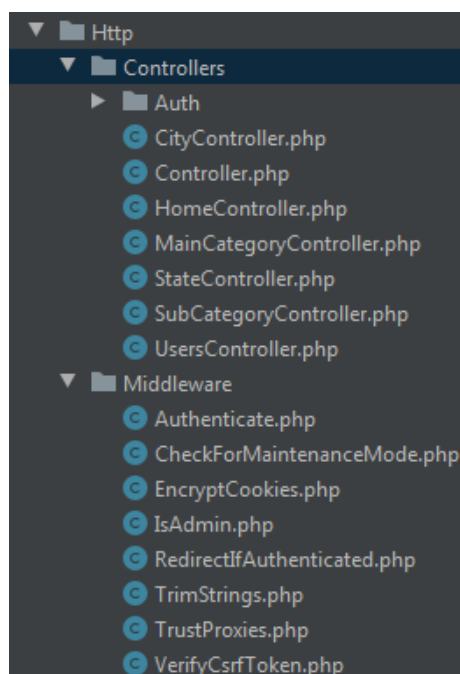 Http
Controllers
Auth
CityController.php
Controller.php
HomeController.php
MainCategoryController.php
StateController.php
SubCategoryController.php
UsersController.php
Middleware
Authenticate.php
CheckForMaintenanceMode.php
EncryptCookies.php
IsAdmin.php
RedirectIfAuthenticated.php
TrimStrings.php
TrustProxies.php
VerifyCsrfToken.php